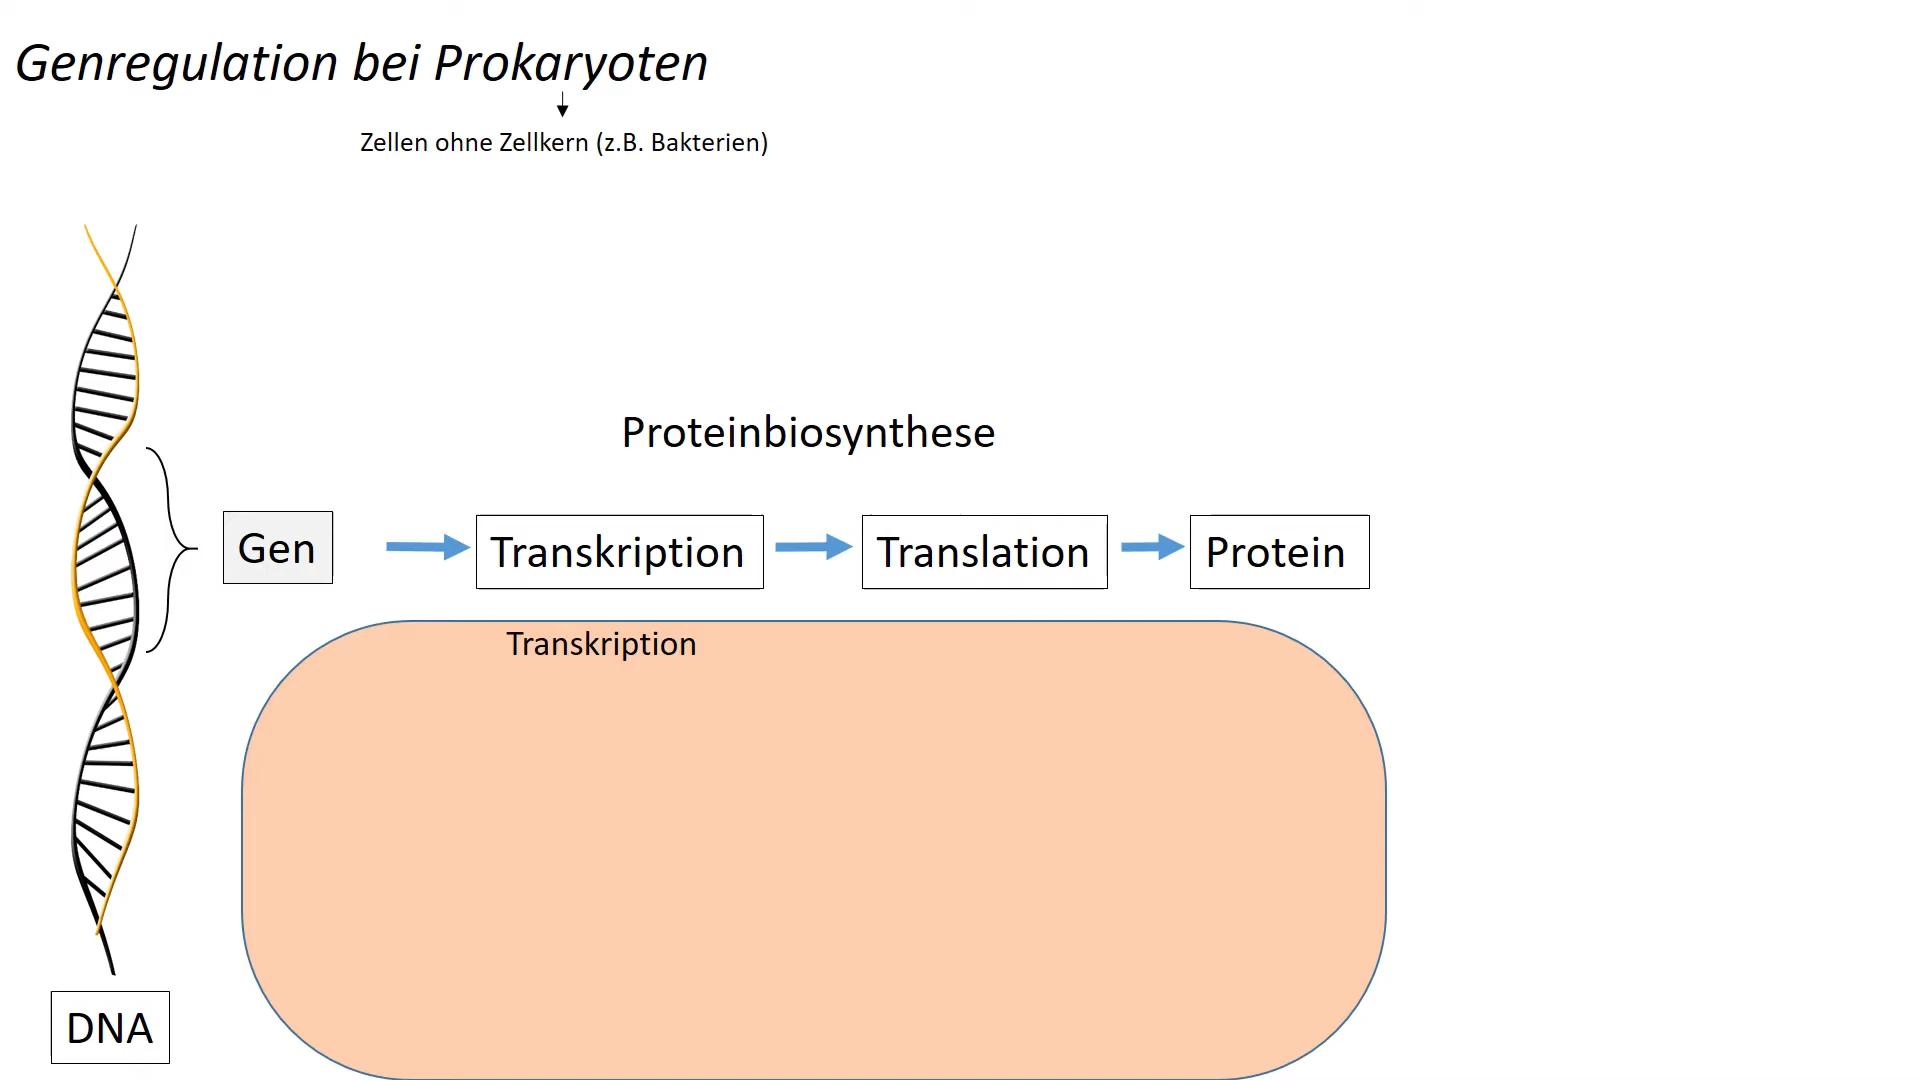 Genregulation bei Prokaryoten
Zellen ohne Zellkern (z.B. Bakterien)
Proteinbiosynthese
Gen
Transkription
Translation
Protein
Transkription
DNA